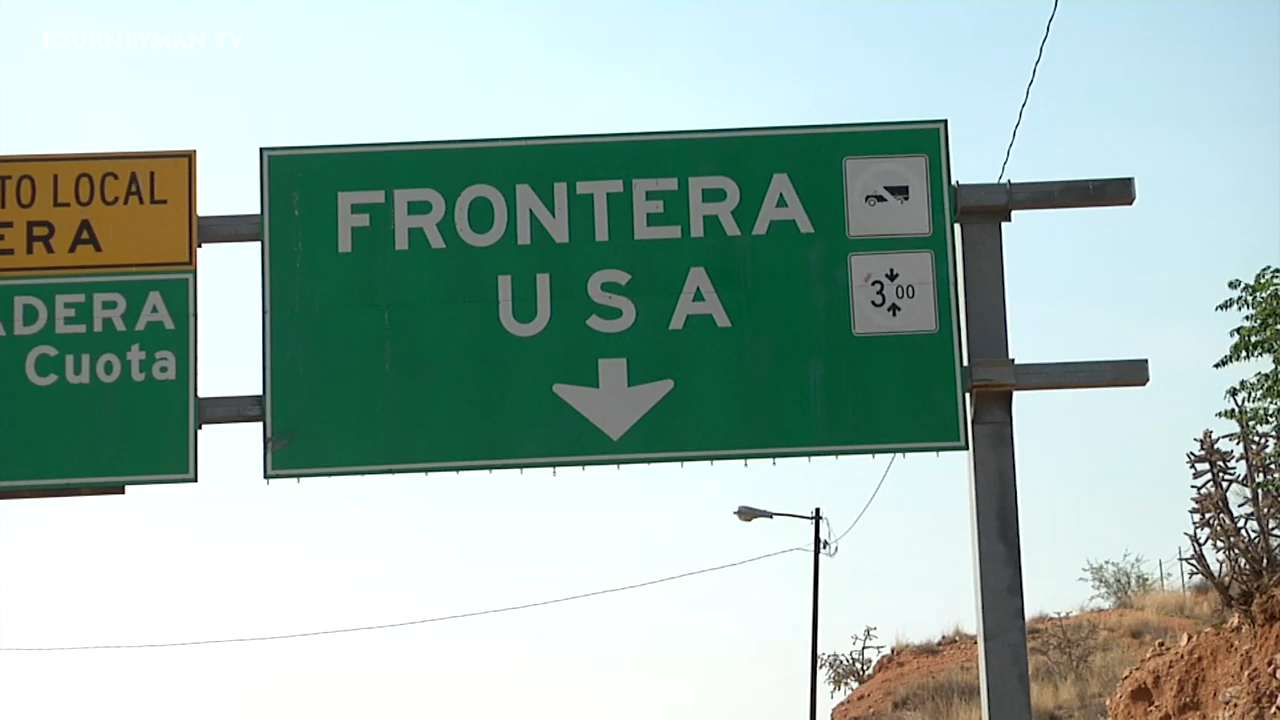 JOURNEYMAN TV
TO LOCAL
ERA
ADERA
Cuota
FRONTERA
USA
3.00